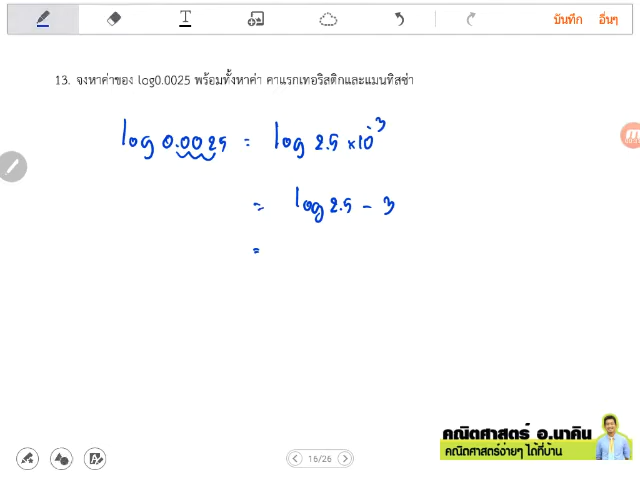 T บันทึก อื่นๆ
13. จงหาค่าของ log0.0025 พร้อมทั้งหาค่า คาแรกเทอริสติกและแมนทิสซ่า
log 0.0025 = log 2.5 × 10⁻³
= log 2.5 - 3
=
คณิตศาสตร์ อ.นาคิน
คณิตศาสตร์ง่ายๆ ได้ที่บ้าน
16/26